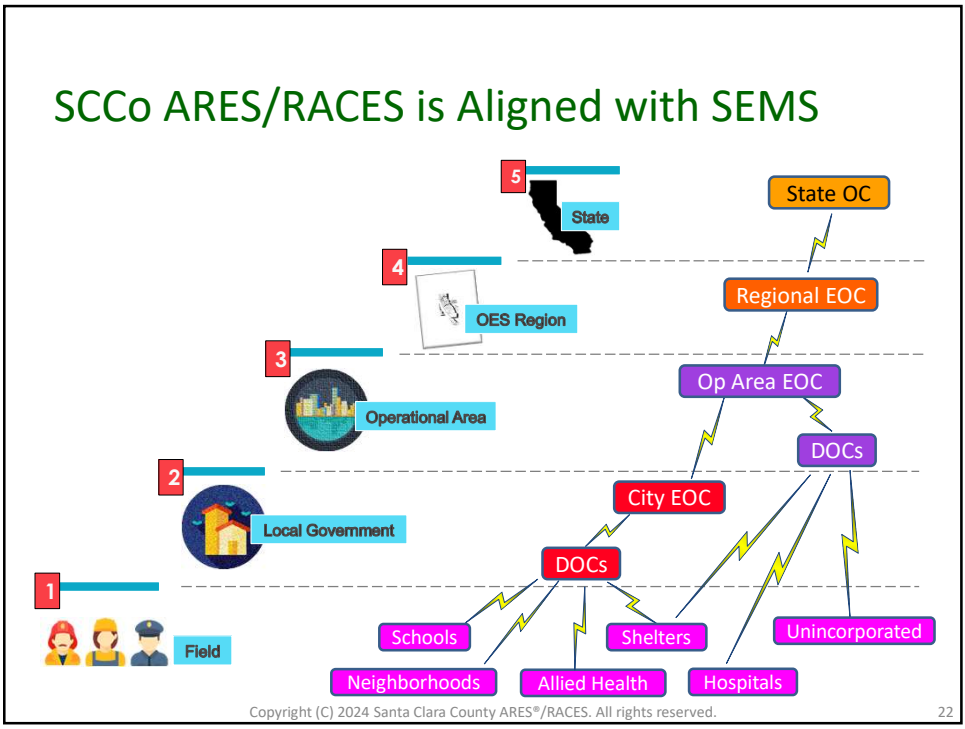 SCCo ARES/RACES is Aligned with SEMS
5
State
State OC
4
OES Region
Regional EOC
3
Operational Area
Op Area EOC
DOCs
2
Local Government
City EOC
DOCs
1
Field
Schools
Shelters
Unincorporated
Neighborhoods
Allied Health
Hospitals
Copyright (C) 2024 Santa Clara County ARES®/RACES. All rights reserved.
22